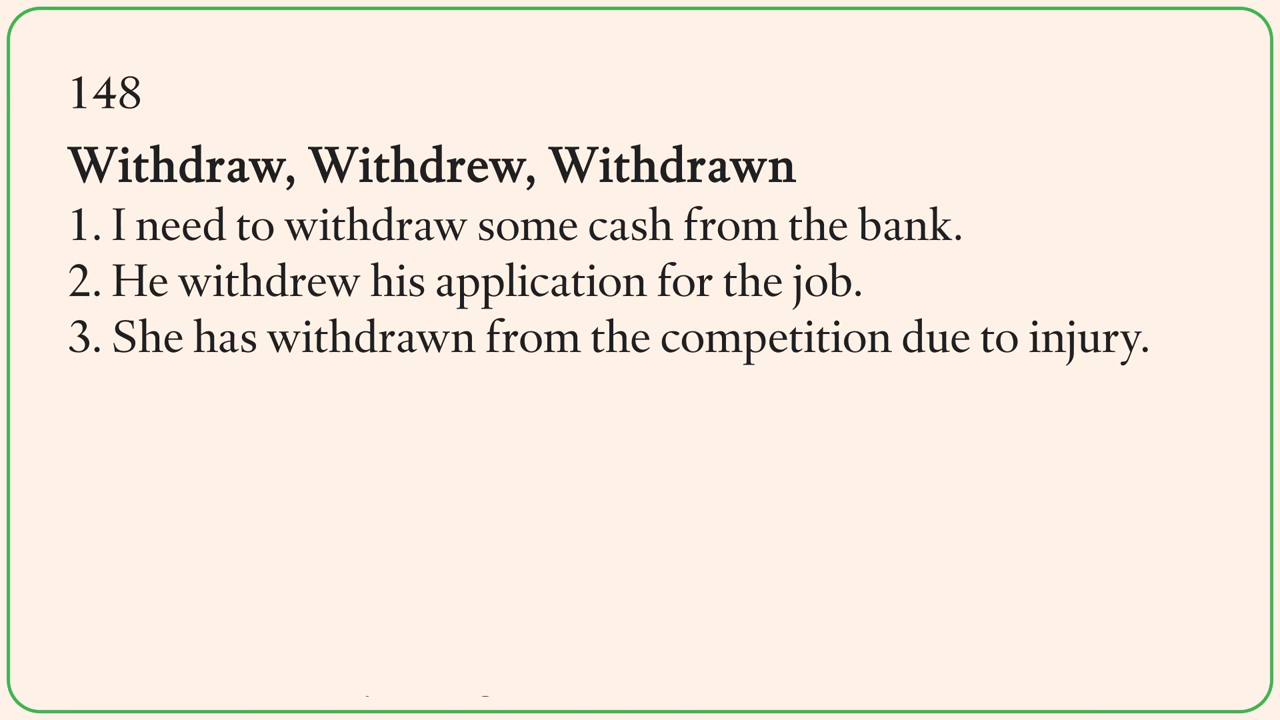 148
Withdraw, Withdrew, Withdrawn
1. I need to withdraw some cash from the bank.
2. He withdrew his application for the job.
3. She has withdrawn from the competition due to injury.